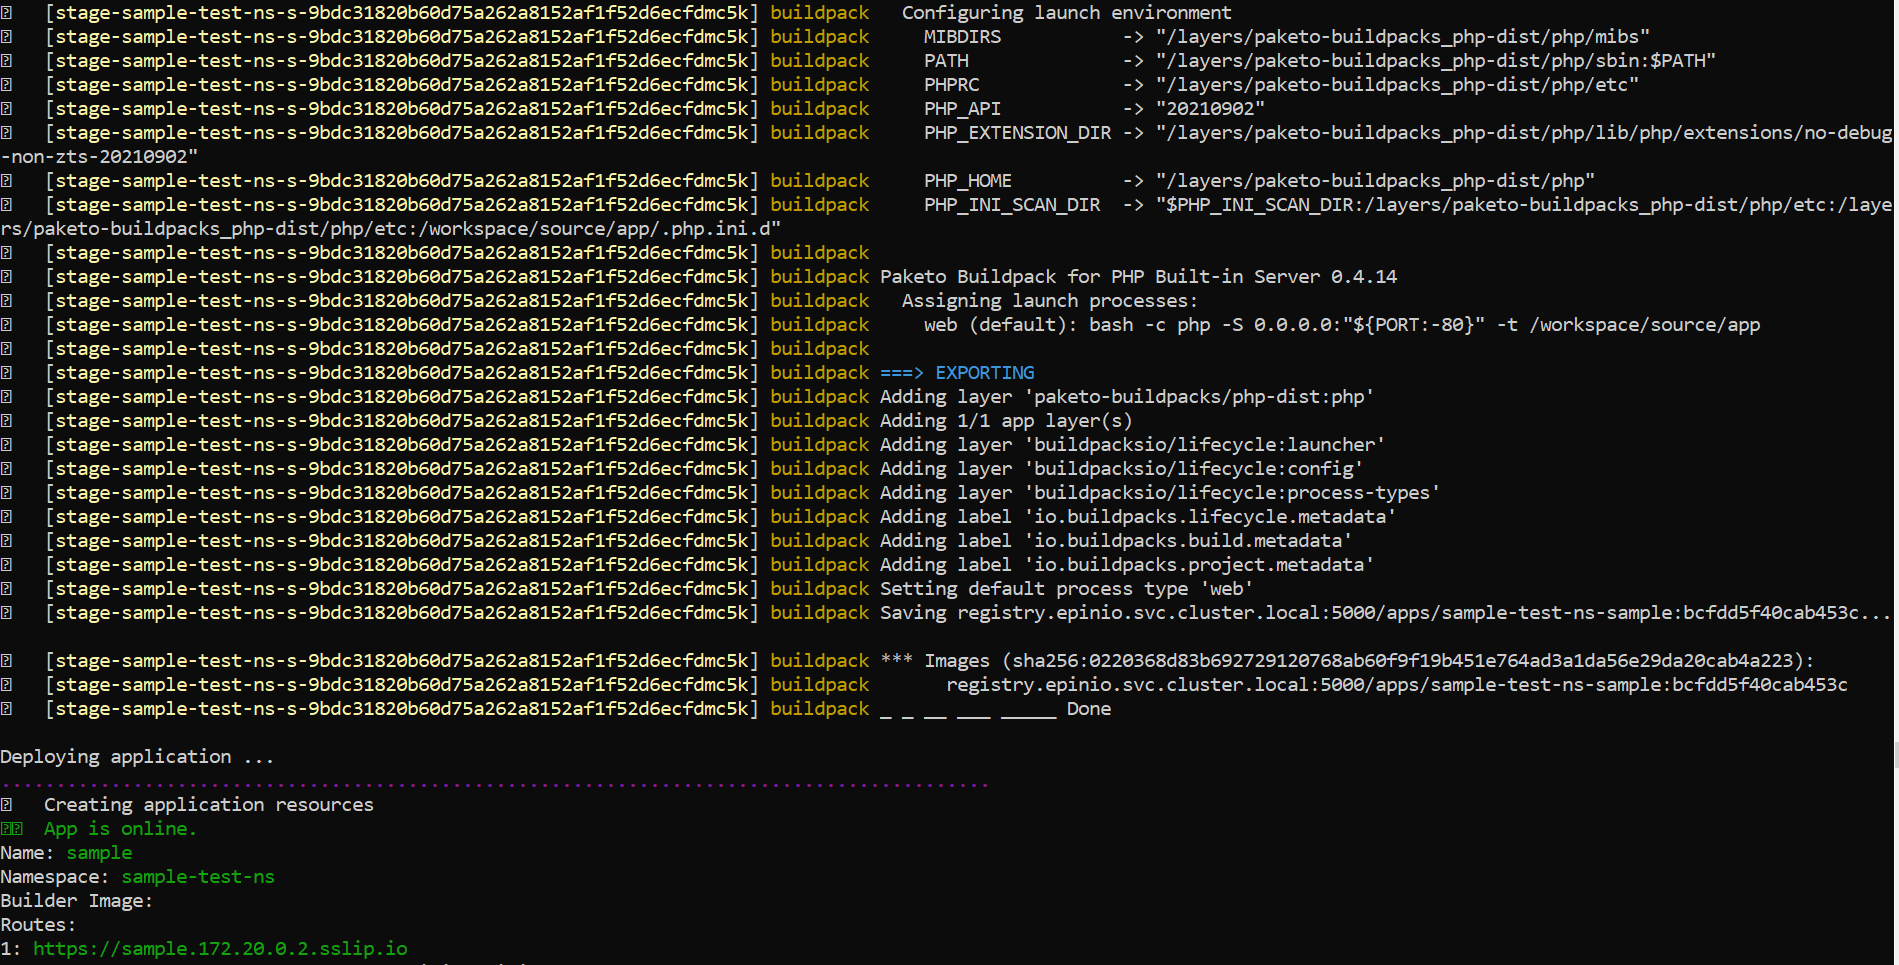 [stage-sample-test-ns-s-9bdc31820b60d75a262a8152af1f52d6ecfdmc5k] buildpack   Configuring launch environment
[stage-sample-test-ns-s-9bdc31820b60d75a262a8152af1f52d6ecfdmc5k] buildpack     MIBDIRS           -> "/layers/paketo-buildpacks_php-dist/php/mibs"
[stage-sample-test-ns-s-9bdc31820b60d75a262a8152af1f52d6ecfdmc5k] buildpack     PATH              -> "/layers/paketo-buildpacks_php-dist/php/sbin:$PATH"
[stage-sample-test-ns-s-9bdc31820b60d75a262a8152af1f52d6ecfdmc5k] buildpack     PHPRC             -> "/layers/paketo-buildpacks_php-dist/php/etc"
[stage-sample-test-ns-s-9bdc31820b60d75a262a8152af1f52d6ecfdmc5k] buildpack     PHP_API           -> "20210902"
[stage-sample-test-ns-s-9bdc31820b60d75a262a8152af1f52d6ecfdmc5k] buildpack     PHP_EXTENSION_DIR -> "/layers/paketo-buildpacks_php-dist/php/lib/php/extensions/no-debug
-non-zts-20210902"
[stage-sample-test-ns-s-9bdc31820b60d75a262a8152af1f52d6ecfdmc5k] buildpack     PHP_HOME          -> "/layers/paketo-buildpacks_php-dist/php"
[stage-sample-test-ns-s-9bdc31820b60d75a262a8152af1f52d6ecfdmc5k] buildpack     PHP_INI_SCAN_DIR  -> "$PHP_INI_SCAN_DIR:/layers/paketo-buildpacks_php-dist/php/etc:/laye
rs/paketo-buildpacks_php-dist/php/etc:/workspace/source/app/.php.ini.d"
[stage-sample-test-ns-s-9bdc31820b60d75a262a8152af1f52d6ecfdmc5k] buildpack
[stage-sample-test-ns-s-9bdc31820b60d75a262a8152af1f52d6ecfdmc5k] buildpack Paketo Buildpack for PHP Built-in Server 0.4.14
[stage-sample-test-ns-s-9bdc31820b60d75a262a8152af1f52d6ecfdmc5k] buildpack   Assigning launch processes:
[stage-sample-test-ns-s-9bdc31820b60d75a262a8152af1f52d6ecfdmc5k] buildpack     web (default): bash -c php -S 0.0.0.0:"${PORT:-80}" -t /workspace/source/app
[stage-sample-test-ns-s-9bdc31820b60d75a262a8152af1f52d6ecfdmc5k] buildpack
[stage-sample-test-ns-s-9bdc31820b60d75a262a8152af1f52d6ecfdmc5k] buildpack ===> EXPORTING
[stage-sample-test-ns-s-9bdc31820b60d75a262a8152af1f52d6ecfdmc5k] buildpack Adding layer 'paketo-buildpacks/php-dist:php'
[stage-sample-test-ns-s-9bdc31820b60d75a262a8152af1f52d6ecfdmc5k] buildpack Adding 1/1 app layer(s)
[stage-sample-test-ns-s-9bdc31820b60d75a262a8152af1f52d6ecfdmc5k] buildpack Adding layer 'buildpacksio/lifecycle:launcher'
[stage-sample-test-ns-s-9bdc31820b60d75a262a8152af1f52d6ecfdmc5k] buildpack Adding layer 'buildpacksio/lifecycle:config'
[stage-sample-test-ns-s-9bdc31820b60d75a262a8152af1f52d6ecfdmc5k] buildpack Adding layer 'buildpacksio/lifecycle:process-types'
[stage-sample-test-ns-s-9bdc31820b60d75a262a8152af1f52d6ecfdmc5k] buildpack Adding label 'io.buildpacks.lifecycle.metadata'
[stage-sample-test-ns-s-9bdc31820b60d75a262a8152af1f52d6ecfdmc5k] buildpack Adding label 'io.buildpacks.build.metadata'
[stage-sample-test-ns-s-9bdc31820b60d75a262a8152af1f52d6ecfdmc5k] buildpack Adding label 'io.buildpacks.project.metadata'
[stage-sample-test-ns-s-9bdc31820b60d75a262a8152af1f52d6ecfdmc5k] buildpack Setting default process type 'web'
[stage-sample-test-ns-s-9bdc31820b60d75a262a8152af1f52d6ecfdmc5k] buildpack Saving registry.epinio.svc.cluster.local:5000/apps/sample-test-ns-sample:bcfdd5f40cab453c...
[stage-sample-test-ns-s-9bdc31820b60d75a262a8152af1f52d6ecfdmc5k] buildpack *** Images (sha256:0220368d83b692729120768ab60f9f19b451e764ad3a1da56e29da20cab4a223):
[stage-sample-test-ns-s-9bdc31820b60d75a262a8152af1f52d6ecfdmc5k] buildpack       registry.epinio.svc.cluster.local:5000/apps/sample-test-ns-sample:bcfdd5f40cab453c
[stage-sample-test-ns-s-9bdc31820b60d75a262a8152af1f52d6ecfdmc5k] buildpack _ _ __ ___ _____ Done
Deploying application ...
..........................................................................................
Creating application resources
App is online.
Name: sample
Namespace: sample-test-ns
Builder Image:
Routes:
1: https://sample.172.20.0.2.sslip.io